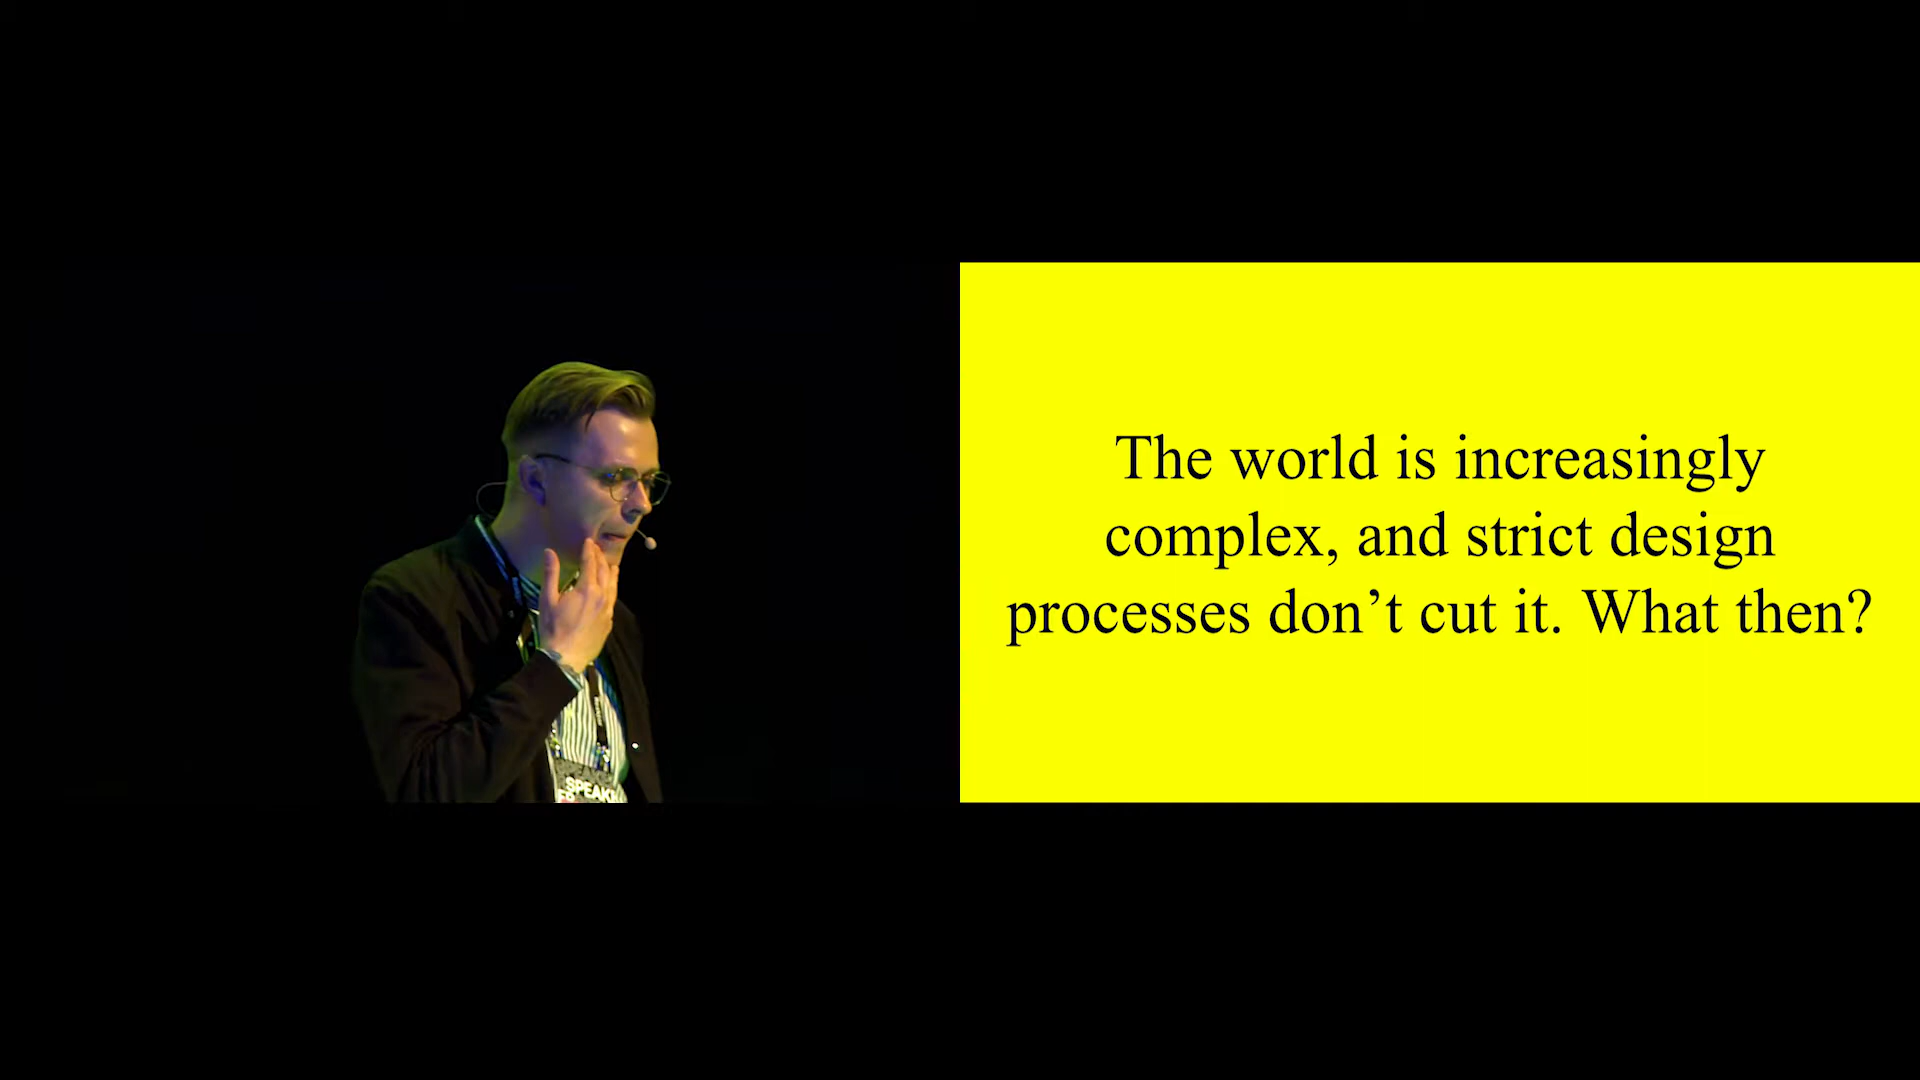 The world is increasingly
complex, and strict design
processes don’t cut it. What then?
SPEAK